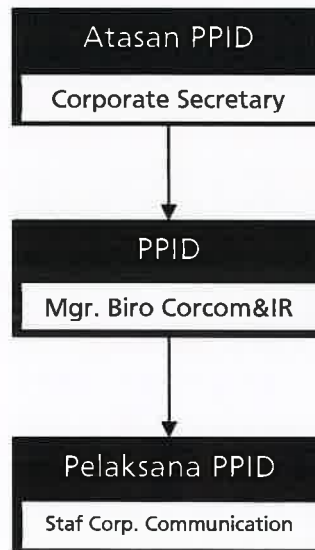 Atasan PPID
Corporate Secretary
PPID
Mgr. Biro Corcom&IR
Pelaksana PPID
Staf Corp. Communication